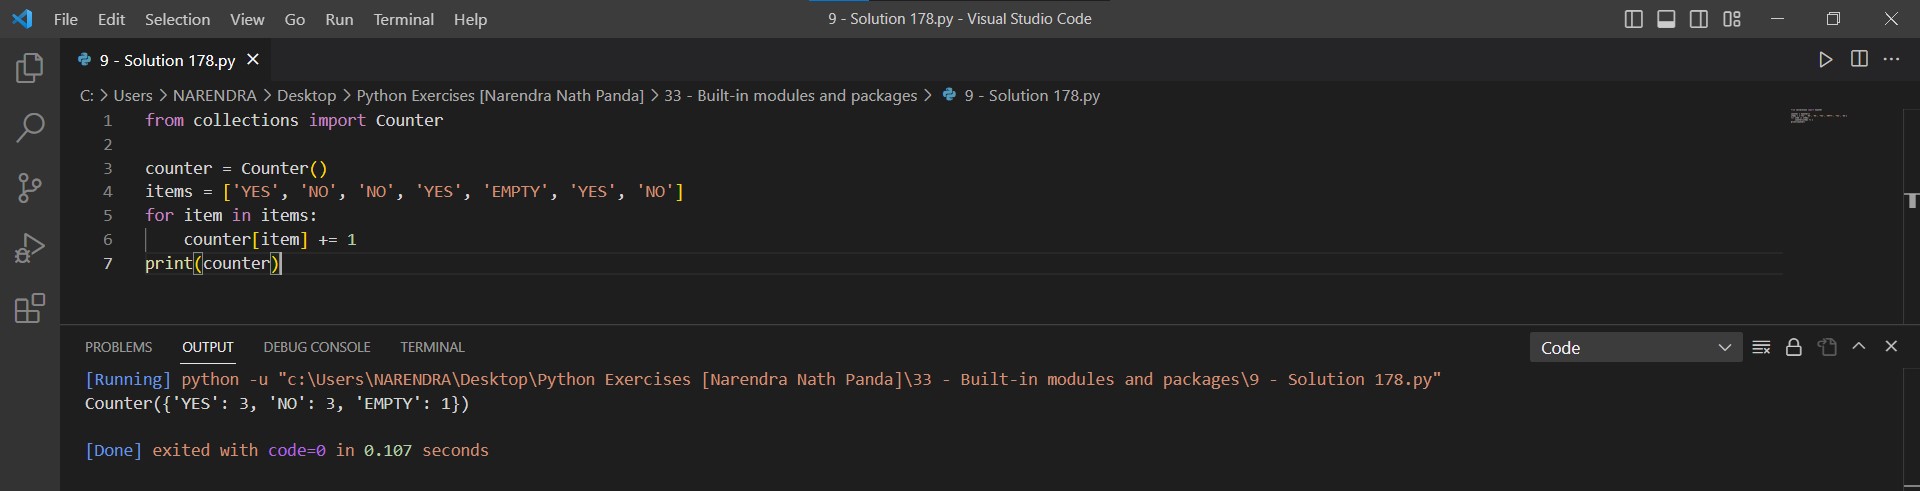 File Edit Selection View Go Run Terminal Help 9 - Solution 178.py - Visual Studio Code
9 - Solution 178.py
C: > Users > NARENDRA > Desktop > Python Exercises [Narendra Nath Panda] > 33 - Built-in modules and packages > 9 - Solution 178.py
1 from collections import Counter
2
3 counter = Counter()
4 items = ['YES', 'NO', 'NO', 'YES', 'EMPTY', 'YES', 'NO']
5 for item in items:
6 counter[item] += 1
7 print(counter)
PROBLEMS OUTPUT DEBUG CONSOLE TERMINAL Code
[Running] python -u "c:\Users\NARENDRA\Desktop\Python Exercises [Narendra Nath Panda]\33 - Built-in modules and packages\9 - Solution 178.py"
Counter({'YES': 3, 'NO': 3, 'EMPTY': 1})
[Done] exited with code=0 in 0.107 seconds